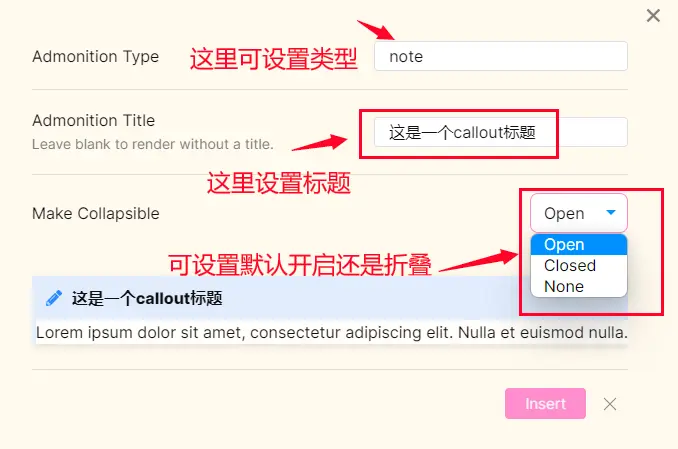 Admonition Type
这里可设置类型
note
Admonition Title
Leave blank to render without a title.
这是一个callout标题
这里设置标题
Make Collapsible
Open
Open
Closed
None
可设置默认开启还是折叠
这是一个callout标题
Lorem ipsum dolor sit amet, consectetur adipiscing elit. Nulla et euismod nulla.
Insert